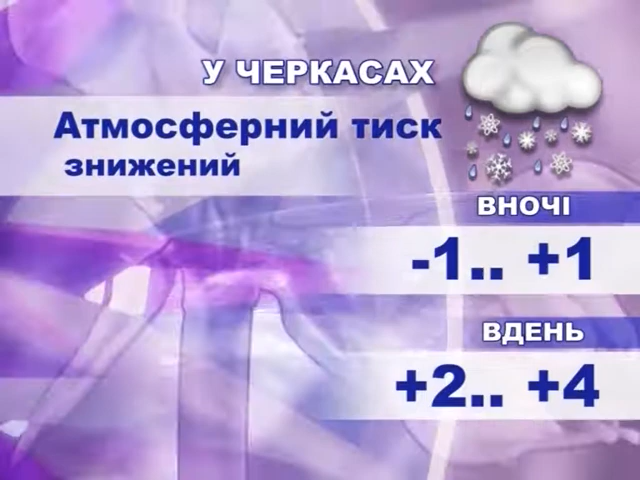 У ЧЕРКАСАХ
Атмосферний тиск
знижений
ВНОЧІ
-1.. +1
ВДЕНЬ
+2.. +4